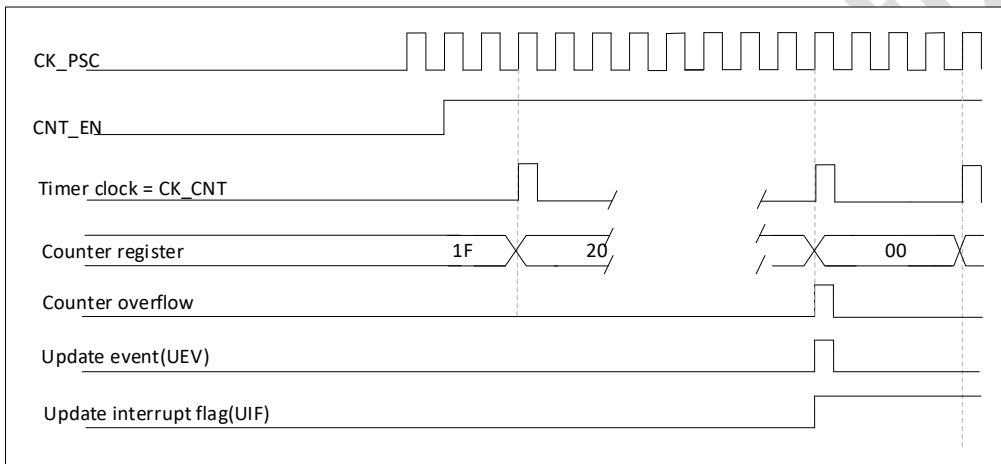 CK_PSC
CNT_EN
Timer clock = CK_CNT
Counter register 1F 20 00
Counter overflow
Update event(UEV)
Update interrupt flag(UIF)